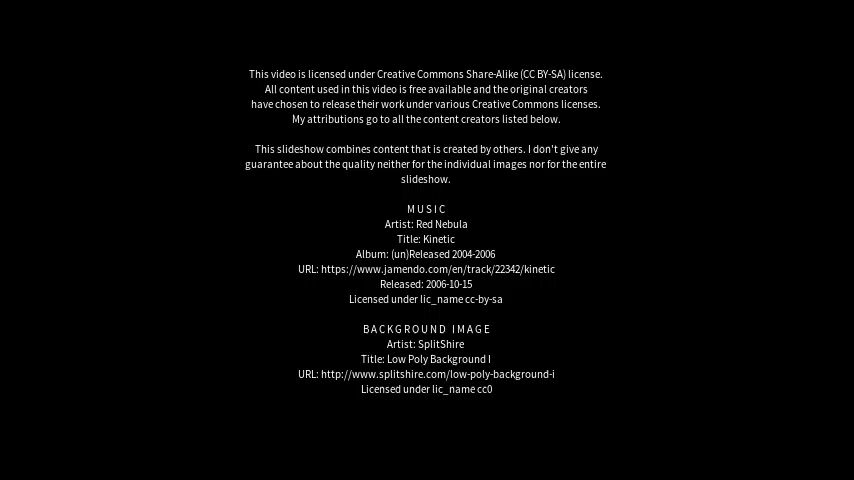 This video is licensed under Creative Commons Share-Alike (CC BY-SA) license.
All content used in this video is free available and the original creators
have chosen to release their work under various Creative Commons licenses.
My attributions go to all the content creators listed below.
This slideshow combines content that is created by others. I don't give any
guarantee about the quality neither for the individual images nor for the entire
slideshow.
MUSIC
Artist: Red Nebula
Title: Kinetic
Album: (un)Released 2004-2006
URL: https://www.jamendo.com/en/track/22342/kinetic
Released: 2006-10-15
Licensed under lic_name cc-by-sa
BACKGROUND IMAGE
Artist: SplitShire
Title: Low Poly Background I
URL: http://www.splitshire.com/low-poly-background-i
Licensed under lic_name cc0